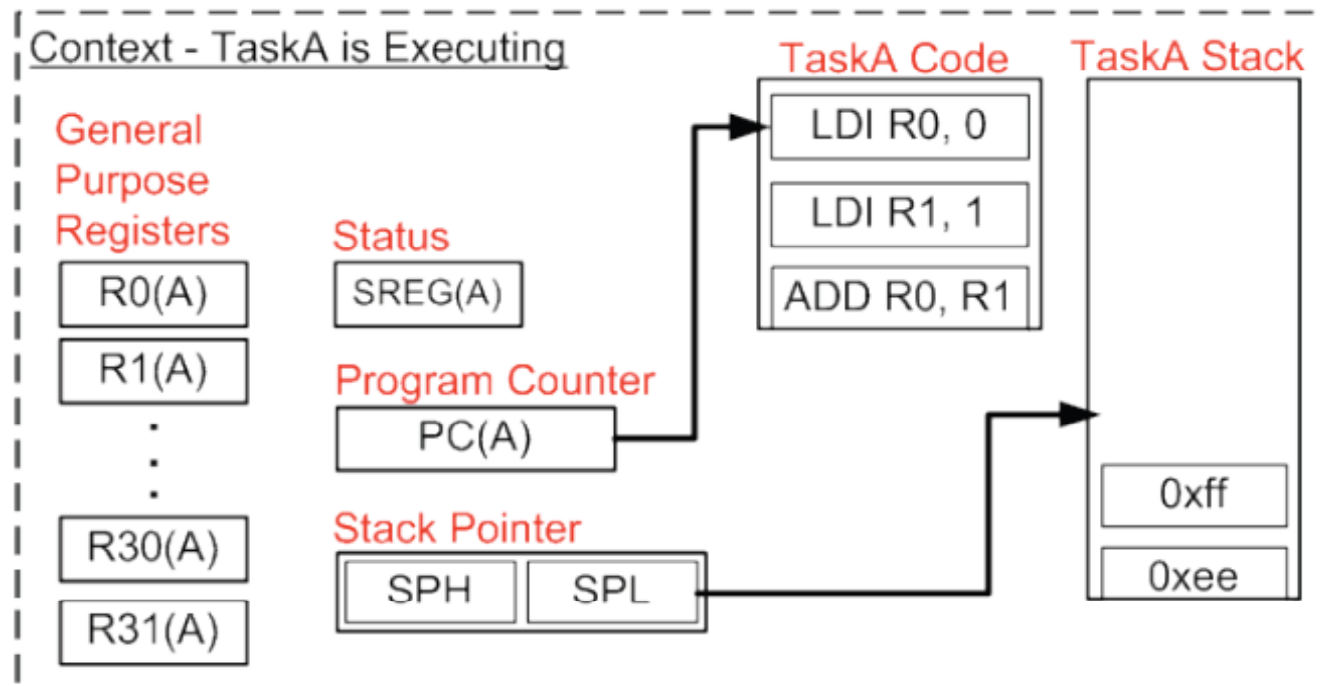 Context - TaskA is Executing
General
Purpose
Registers
R0(A)
R1(A)
R30(A)
R31(A)
Status
SREG(A)
Program Counter
PC(A)
Stack Pointer
SPH SPL
TaskA Code
LDI R0, 0
LDI R1, 1
ADD R0, R1
TaskA Stack
0xff
0xee